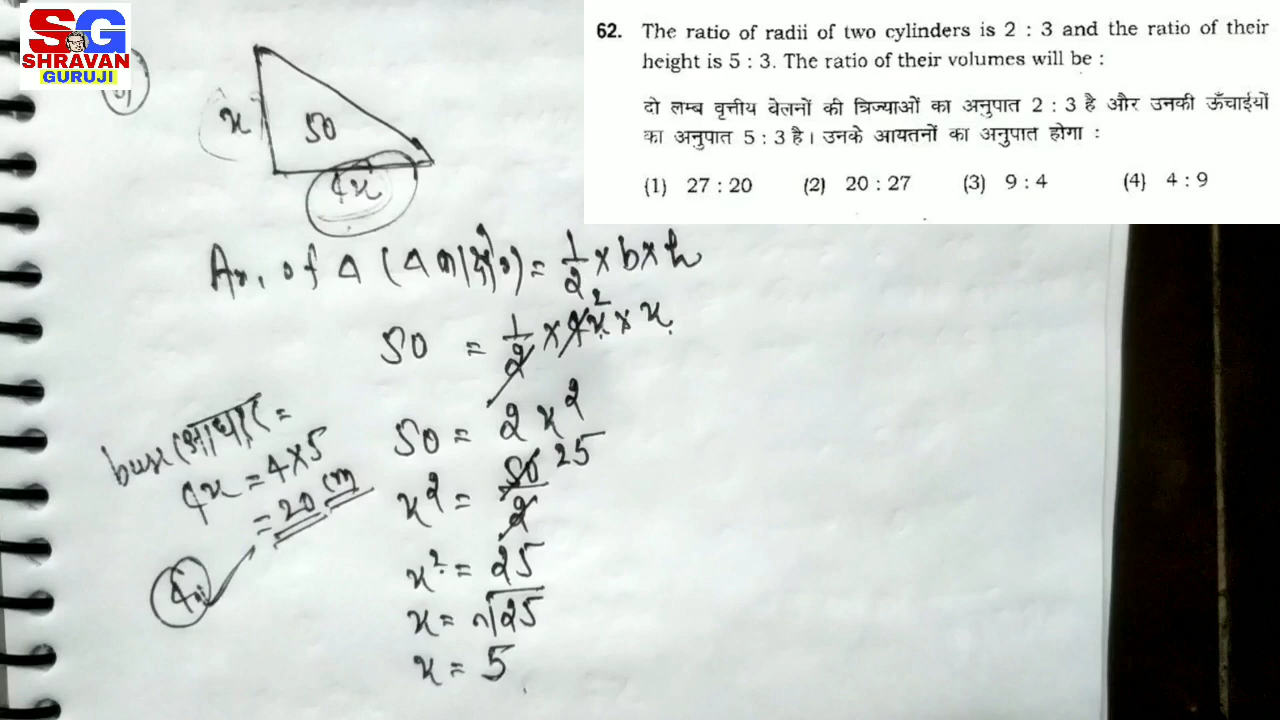 SG
SHRAVAN
GURUJI
62. The ratio of radii of two cylinders is 2 : 3 and the ratio of their
height is 5 : 3. The ratio of their volumes will be :
दो लम्ब वृत्तीय बेलनों की त्रिज्याओं का अनुपात 2 : 3 है और उनकी ऊँचाईयों
का अनुपात 5 : 3 है। उनके आयतनों का अनुपात होगा :
(1) 27 : 20 (2) 20 : 27 (3) 9 : 4 (4) 4 : 9
x
50
4x
Ar. of Δ (Δ का क्षे०) = 1/2 × b × h
50 = 1/2 × 4x × x
2
50 = 2x²
x² = 50/2 25
x² = 25
x = √25
x = 5
base (आधार) =
4x = 4×5
= 20 cm